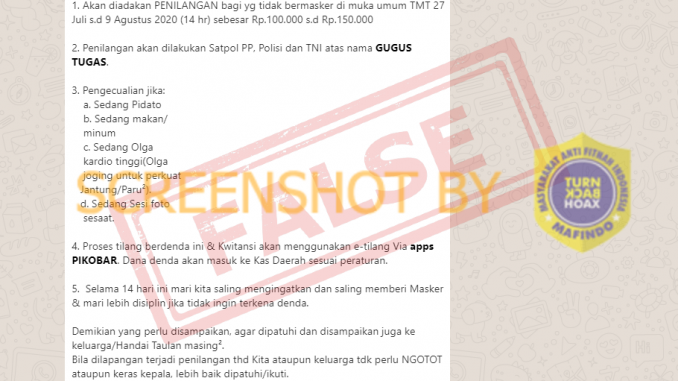 1. Akan diadakan PENILANGAN bagi yg tidak bermasker di muka umum TMT 27
Juli s.d 9 Agustus 2020 (14 hr) sebesar Rp.100.000 s.d Rp.150.000
2. Penilangan akan dilakukan Satpol PP, Polisi dan TNI atas nama GUGUS
TUGAS.
3. Pengecualian jika:
a. Sedang Pidato
b. Sedang makan/
minum
c. Sedang Olga
kardio tinggi(Olga
joging untuk perkuat
Jantung/Paru²),
d. Sedang Sesi foto
sesaat.
4. Proses tilang berdenda ini & Kwitansi akan menggunakan e-tilang Via apps
PIKOBAR. Dana denda akan masuk ke Kas Daerah sesuai peraturan.
5. Selama 14 hari ini mari kita saling mengingatkan dan saling memberi Masker
& mari lebih disiplin jika tidak ingin terkena denda.
Demikian yang perlu disampaikan, agar dipatuhi dan disampaikan juga ke
keluarga/Handai Taulan masing².
Bila dilapangan terjadi penilangan thd Kita ataupun keluarga tdk perlu NGOTOT
ataupun keras kepala, lebih baik dipatuhi/ikuti.
FALSE
SCREENSHOT BY
MASYARAKAT ANTI FITNAH INDONESIA
TURN
BACK
HOAX
MAFINDO